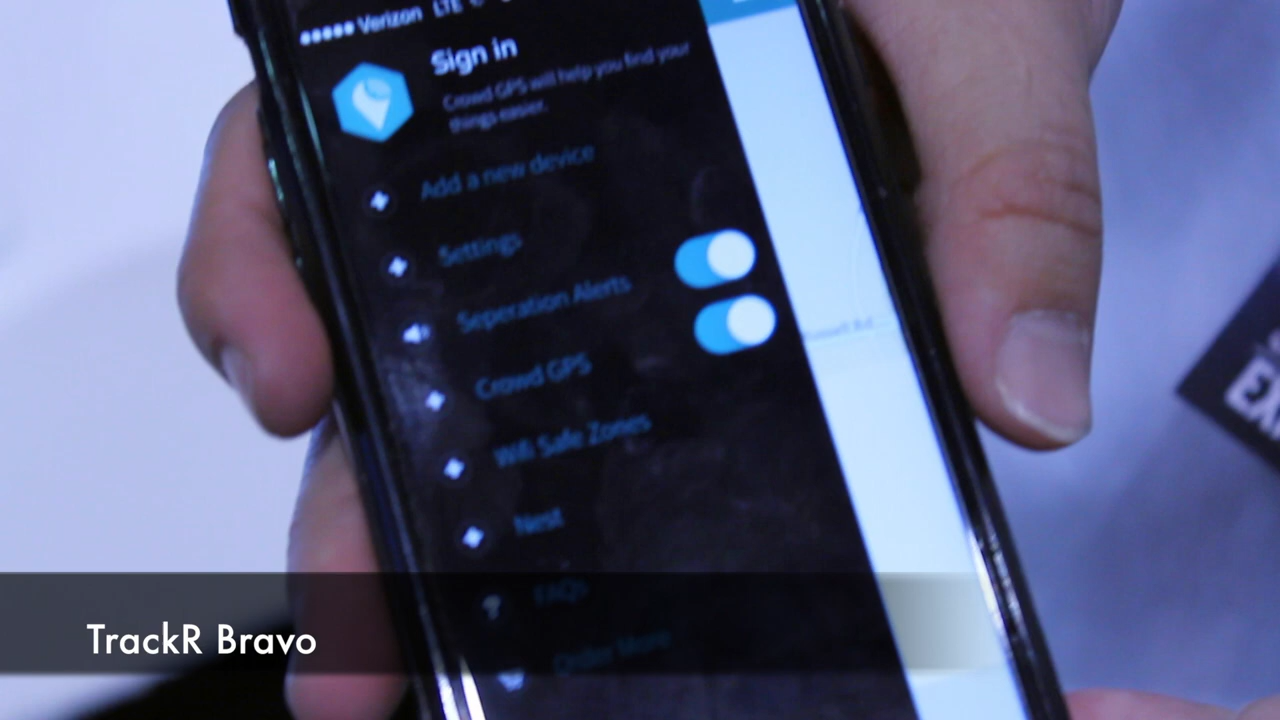 Verizon LTE
Sign in
Crowd GPS will help you find your
things easier.
Add a new device
Settings
Seperation Alerts
Crowd GPS
Wifi Safe Zones
Nest
FAQs
Order More
TrackR Bravo